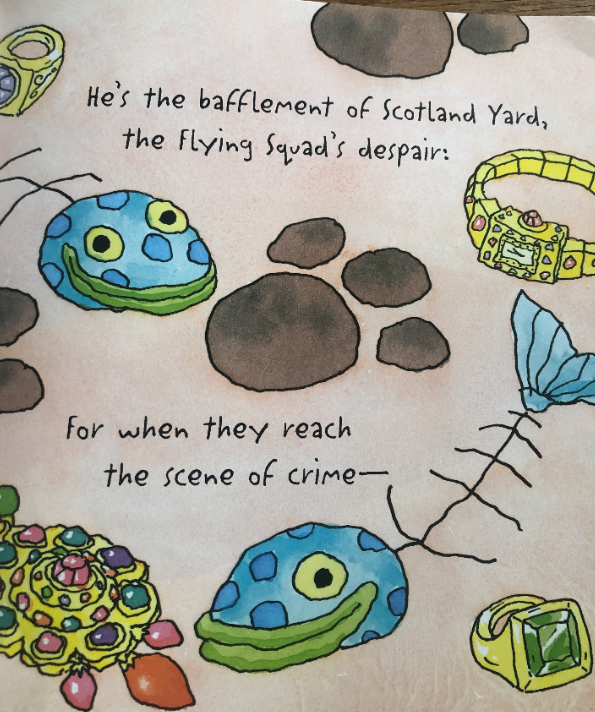 He's the bafflement of Scotland Yard,
the Flying Squad's despair:
For when they reach
the scene of crime—